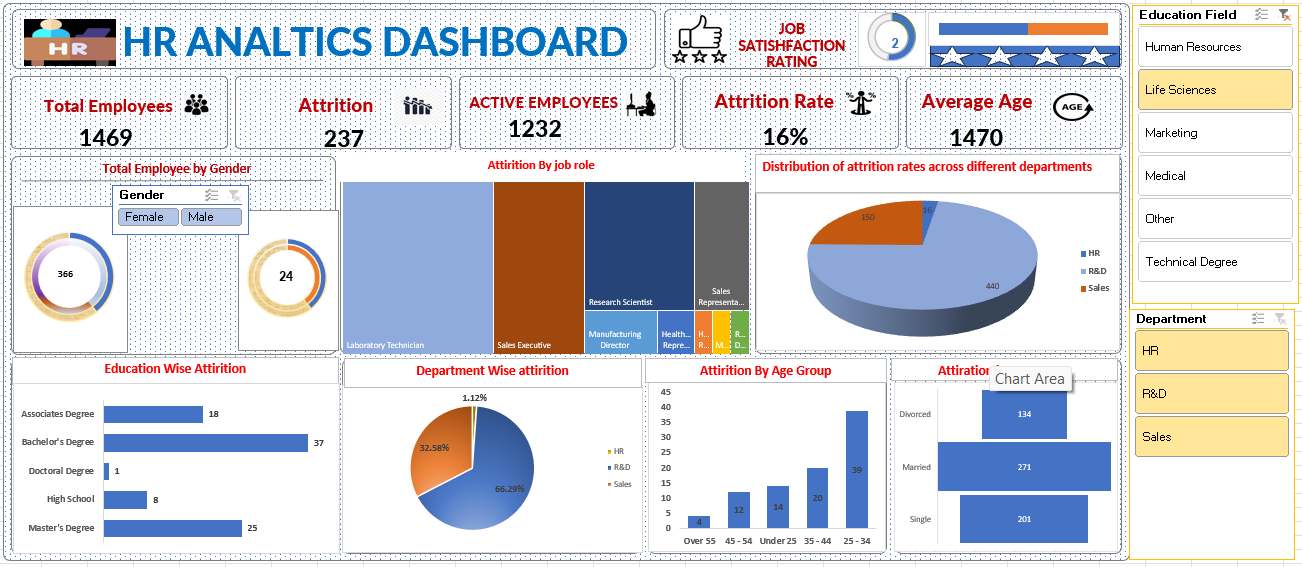 HR
HR ANALTICS DASHBOARD
JOB
SATISHFACTION
RATING
2
Total Employees
1469
Attrition
237
ACTIVE EMPLOYEES
1232
Attrition Rate
% %
16%
Average Age
AGE
1470
Total Employee by Gender
Gender
Female Male
366
24
Attirition By job role
Laboratory Technician
Sales Executive
Research Scientist
Sales
Representa...
Manufacturing
Director
Health...
Repre...
H...
R...
M...
R...
D...
Distribution of attrition rates across different departments
150
16
440
HR
R&D
Sales
Education Wise Attirition
Associates Degree 18
Bachelor's Degree 37
Doctoral Degree 1
High School 8
Master's Degree 25
Department Wise attirition
1.12%
32.58%
66.29%
HR
R&D
Sales
Attirition By Age Group
45
40
35
30
25
20
15
10
5
0
4
12
14
20
39
Over 55 45 - 54 Under 25 35 - 44 25 - 34
Attiration
Chart Area
Divorced 134
Married 271
Single 201
Education Field
Human Resources
Life Sciences
Marketing
Medical
Other
Technical Degree
Department
HR
R&D
Sales